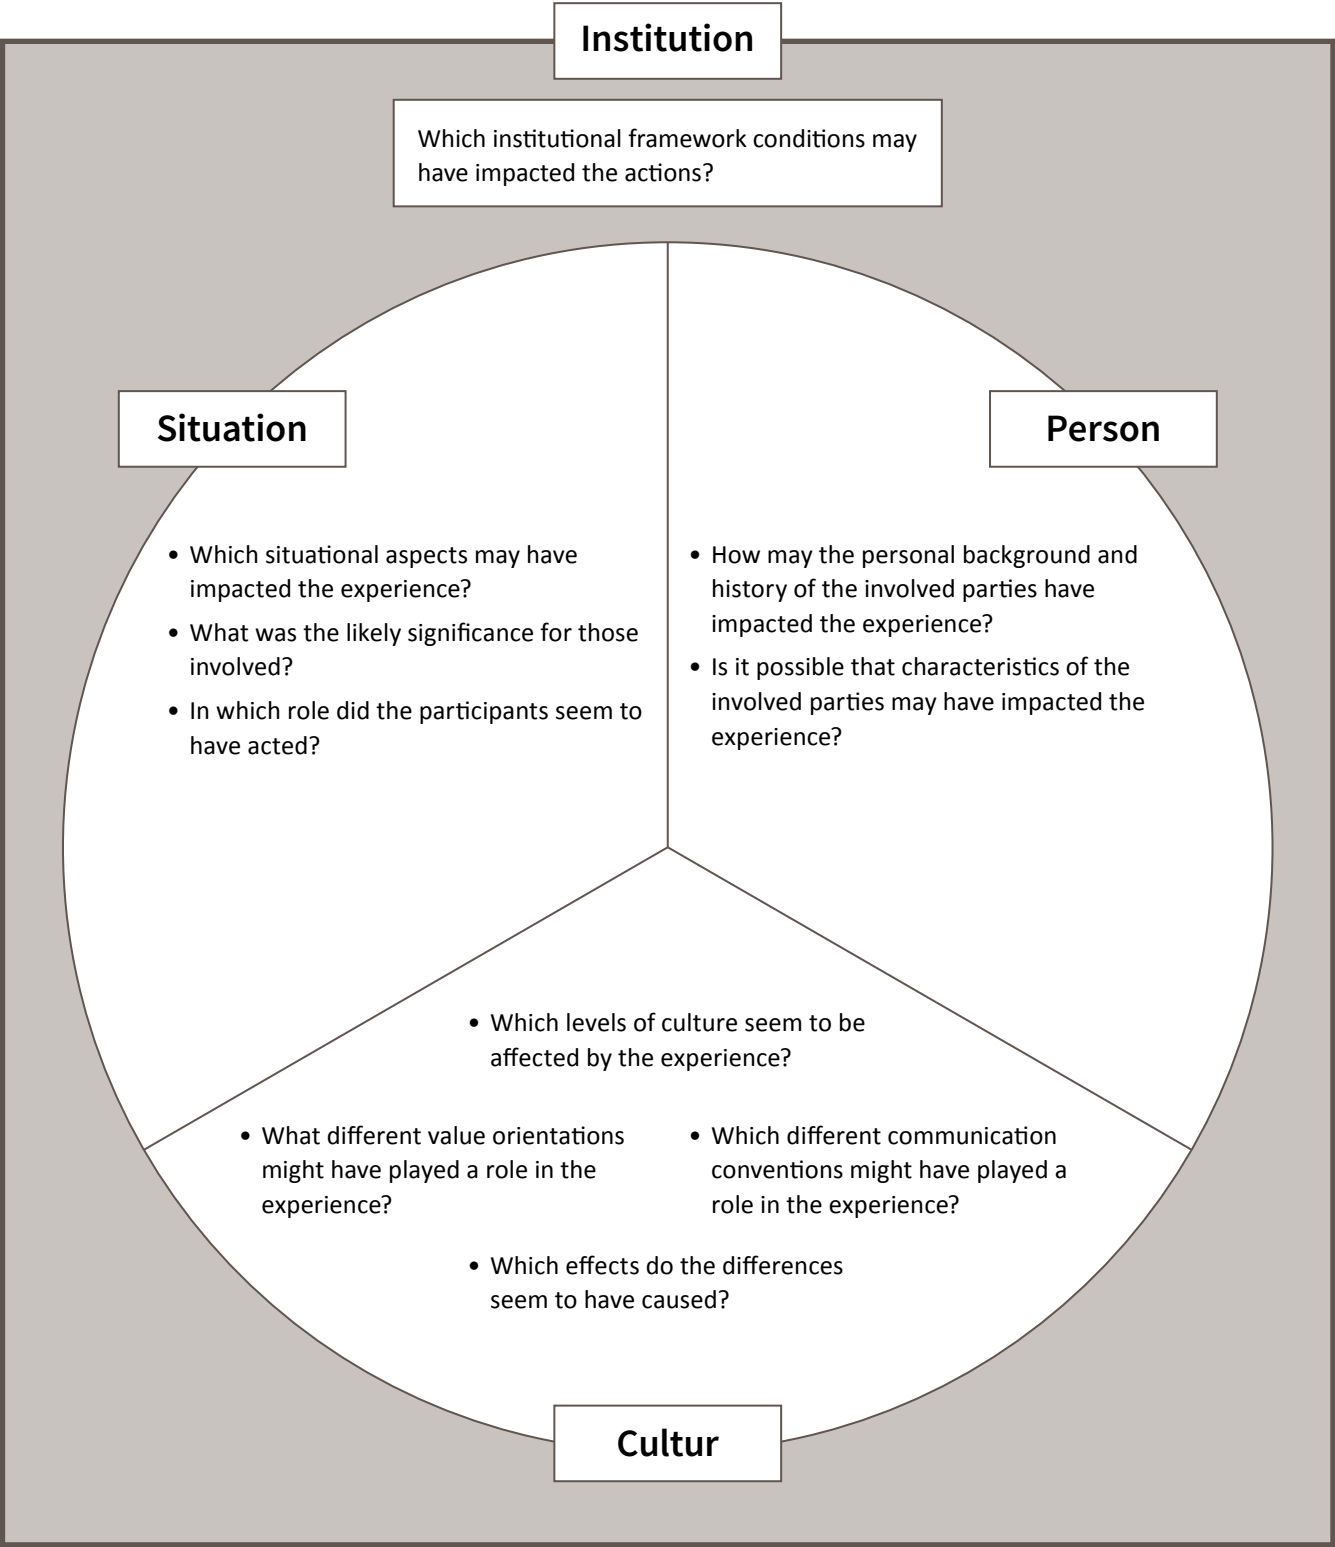 Institution
Which institutional framework conditions may
have impacted the actions?
Situation
Person
• Which situational aspects may have
impacted the experience?
• What was the likely significance for those
involved?
• In which role did the participants seem to
have acted?
• How may the personal background and
history of the involved parties have
impacted the experience?
• Is it possible that characteristics of the
involved parties may have impacted the
experience?
• Which levels of culture seem to be
affected by the experience?
• What different value orientations
might have played a role in the
experience?
• Which different communication
conventions might have played a
role in the experience?
• Which effects do the differences
seem to have caused?
Cultur